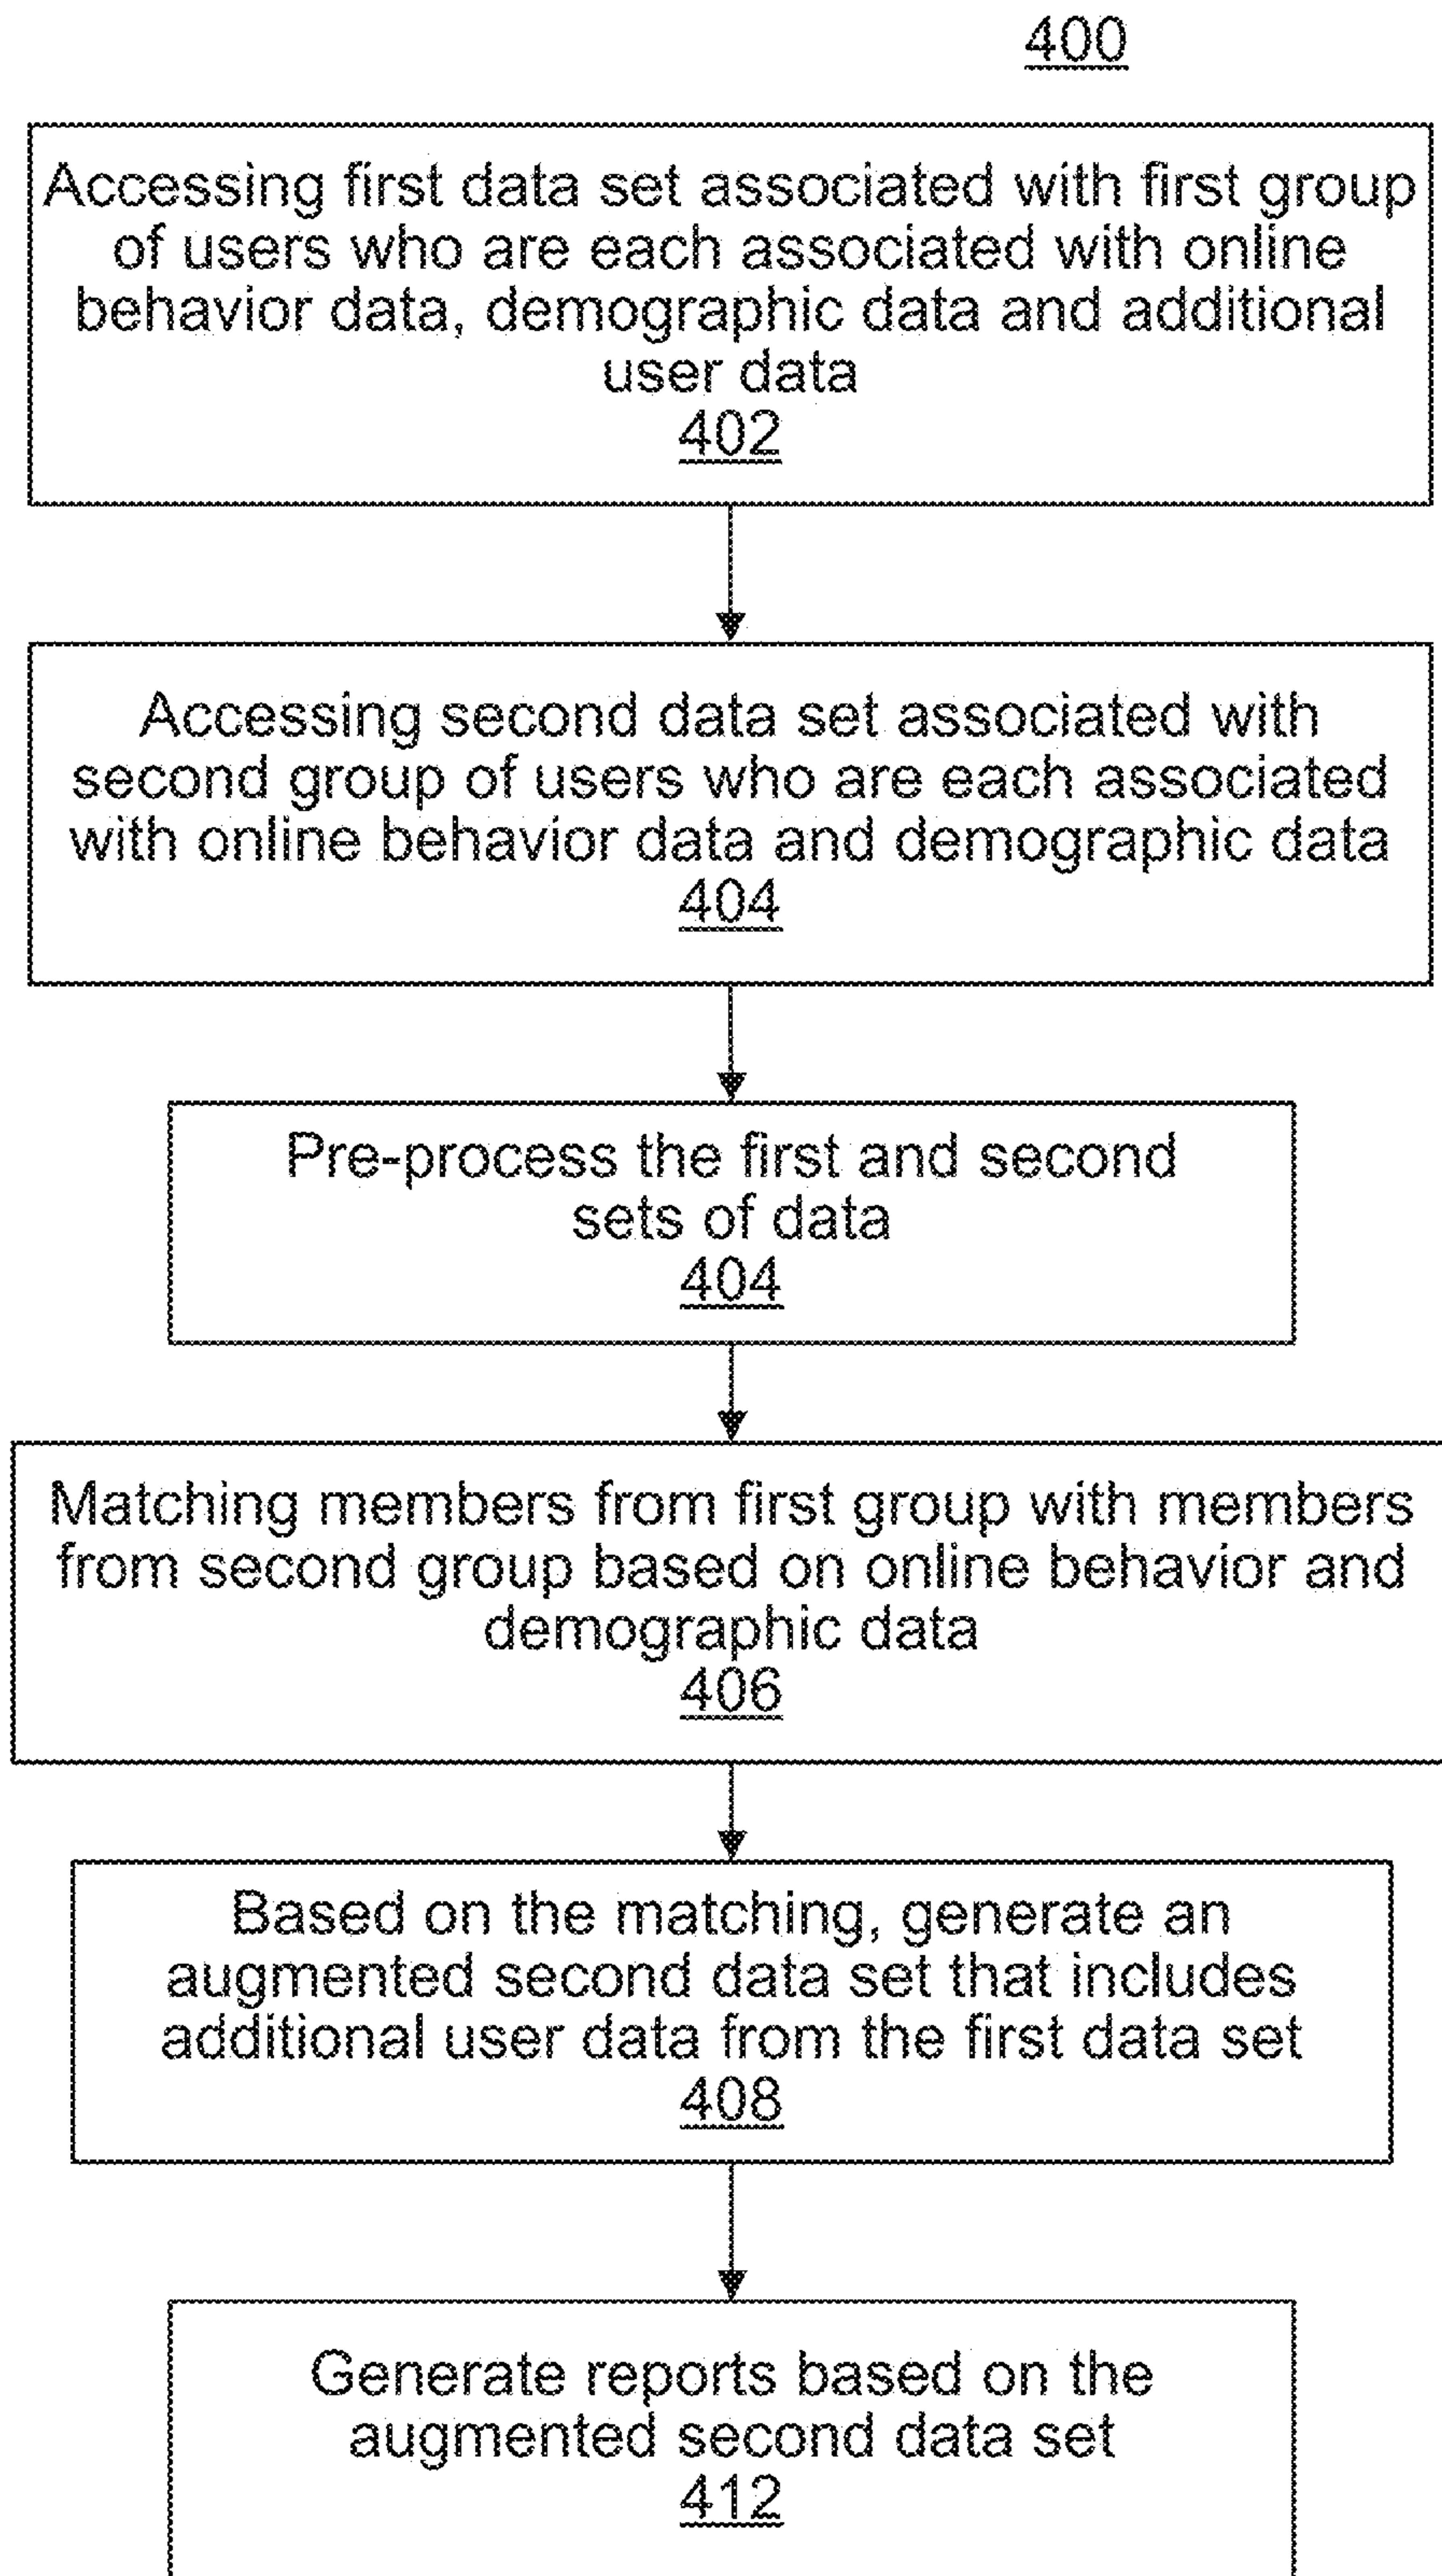 400
Accessing first data set associated with first group
of users who are each associated with online
behavior data, demographic data and additional
user data
402
Accessing second data set associated with
second group of users who are each associated
with online behavior data and demographic data
404
Pre-process the first and second
sets of data
404
Matching members from first group with members
from second group based on online behavior and
demographic data
406
Based on the matching, generate an
augmented second data set that includes
additional user data from the first data set
408
Generate reports based on the
augmented second data set
412